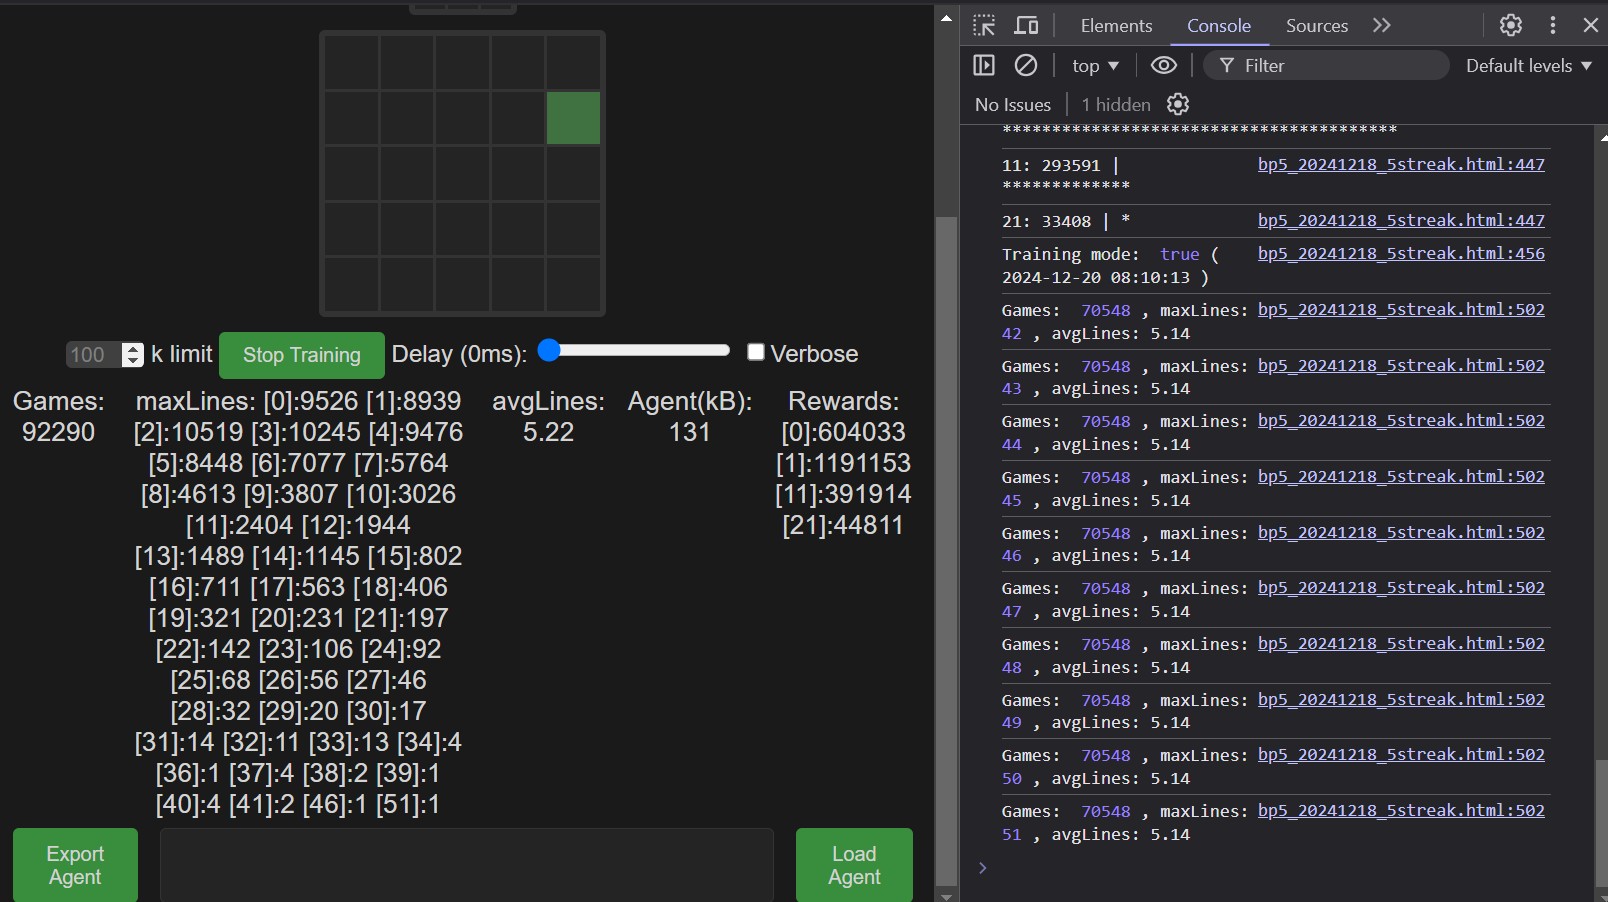 100 k limit Stop Training Delay (0ms): Verbose
Games:
92290
maxLines: [0]:9526 [1]:8939
[2]:10519 [3]:10245 [4]:9476
[5]:8448 [6]:7077 [7]:5764
[8]:4613 [9]:3807 [10]:3026
[11]:2404 [12]:1944
[13]:1489 [14]:1145 [15]:802
[16]:711 [17]:563 [18]:406
[19]:321 [20]:231 [21]:197
[22]:142 [23]:106 [24]:92
[25]:68 [26]:56 [27]:46
[28]:32 [29]:20 [30]:17
[31]:14 [32]:11 [33]:13 [34]:4
[36]:1 [37]:4 [38]:2 [39]:1
[40]:4 [41]:2 [46]:1 [51]:1
avgLines:
5.22
Agent(kB):
131
Rewards:
[0]:604033
[1]:1191153
[11]:391914
[21]:44811
Export
Agent
Load
Agent
Elements Console Sources
top Filter Default levels
No Issues 1 hidden
****************************************
11: 293591 | bp5_20241218_5streak.html:447
*************
21: 33408 | * bp5_20241218_5streak.html:447
Training mode: true ( bp5_20241218_5streak.html:456
2024-12-20 08:10:13 )
Games: 70548 , maxLines: bp5_20241218_5streak.html:502
42 , avgLines: 5.14
Games: 70548 , maxLines: bp5_20241218_5streak.html:502
43 , avgLines: 5.14
Games: 70548 , maxLines: bp5_20241218_5streak.html:502
44 , avgLines: 5.14
Games: 70548 , maxLines: bp5_20241218_5streak.html:502
45 , avgLines: 5.14
Games: 70548 , maxLines: bp5_20241218_5streak.html:502
46 , avgLines: 5.14
Games: 70548 , maxLines: bp5_20241218_5streak.html:502
47 , avgLines: 5.14
Games: 70548 , maxLines: bp5_20241218_5streak.html:502
48 , avgLines: 5.14
Games: 70548 , maxLines: bp5_20241218_5streak.html:502
49 , avgLines: 5.14
Games: 70548 , maxLines: bp5_20241218_5streak.html:502
50 , avgLines: 5.14
Games: 70548 , maxLines: bp5_20241218_5streak.html:502
51 , avgLines: 5.14